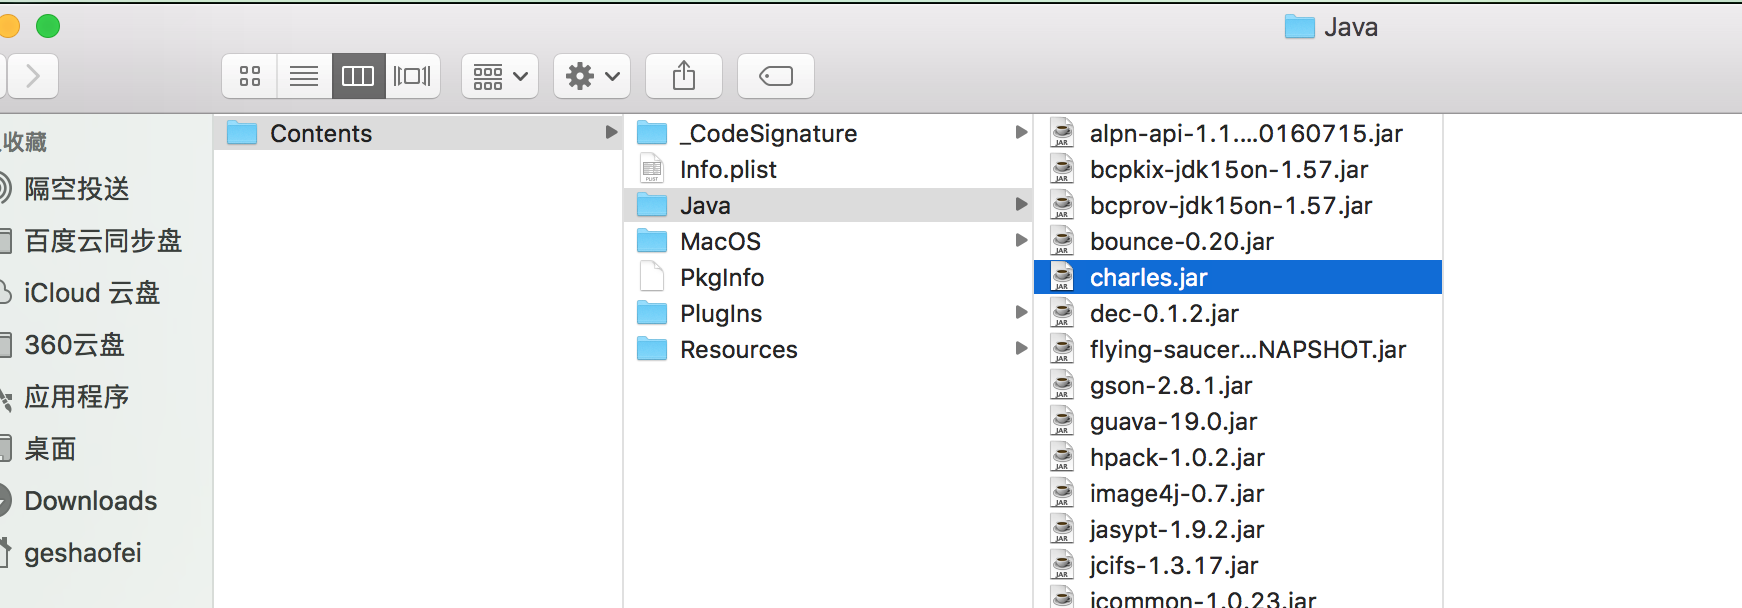 Java
收藏
隔空投送
百度云同步盘
iCloud 云盘
360云盘
应用程序
桌面
Downloads
geshaofei
Contents
_CodeSignature
Info.plist
Java
MacOS
PkgInfo
PlugIns
Resources
alpn-api-1.1....0160715.jar
bcpkix-jdk15on-1.57.jar
bcprov-jdk15on-1.57.jar
bounce-0.20.jar
charles.jar
dec-0.1.2.jar
flying-saucer...NAPSHOT.jar
gson-2.8.1.jar
guava-19.0.jar
hpack-1.0.2.jar
image4j-0.7.jar
jasypt-1.9.2.jar
jcifs-1.3.17.jar
jcommon-1.0.23.jar